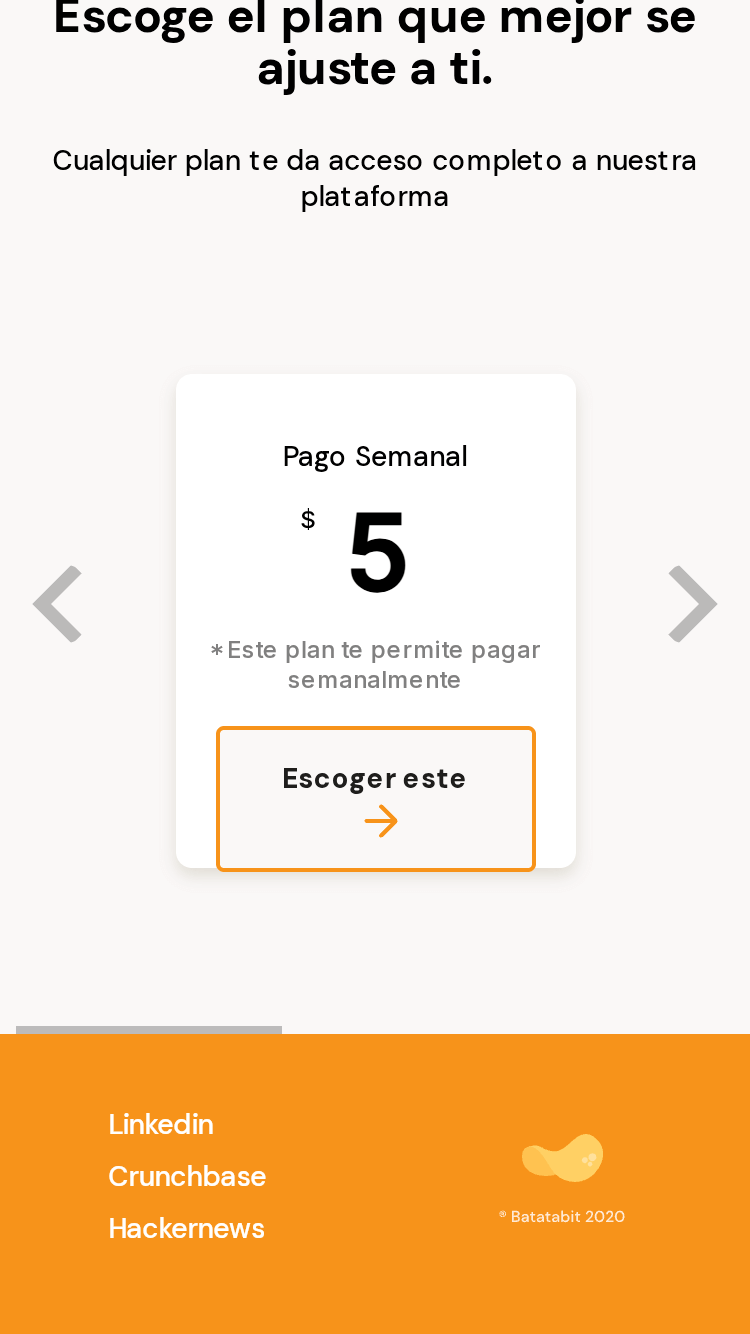 Escoge el plan que mejor se
ajuste a ti.
Cualquier plan te da acceso completo a nuestra
plataforma
Pago Semanal
$ 5
*Este plan te permite pagar
semanalmente
Escoger este
Linkedin
Crunchbase
Hackernews
® Batatabit 2020